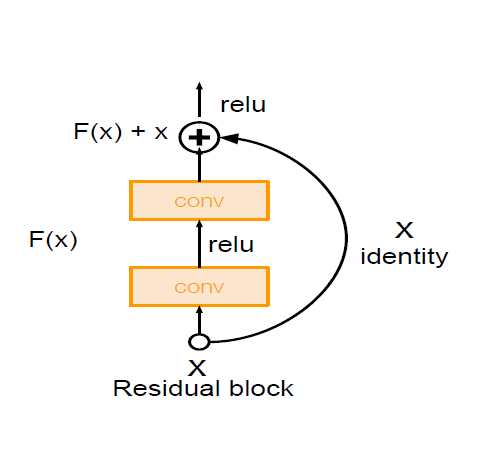 relu
F(x) + x
conv
F(x)
relu
X
identity
conv
X
Residual block